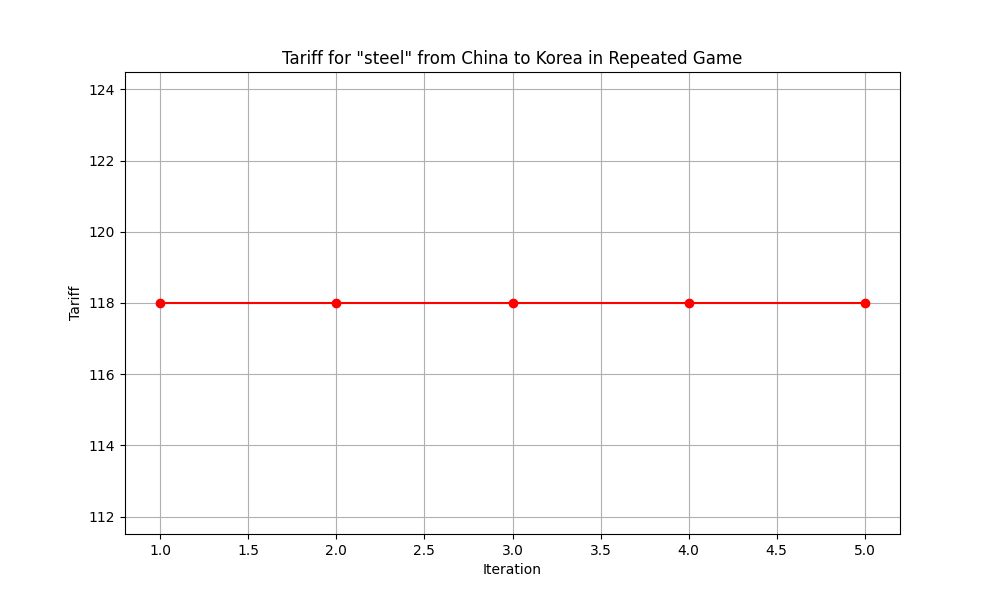 Tariff for "steel" from China to Korea in Repeated Game
124
122
120
118
116
114
112
Tariff
1.0 1.5 2.0 2.5 3.0 3.5 4.0 4.5 5.0
Iteration